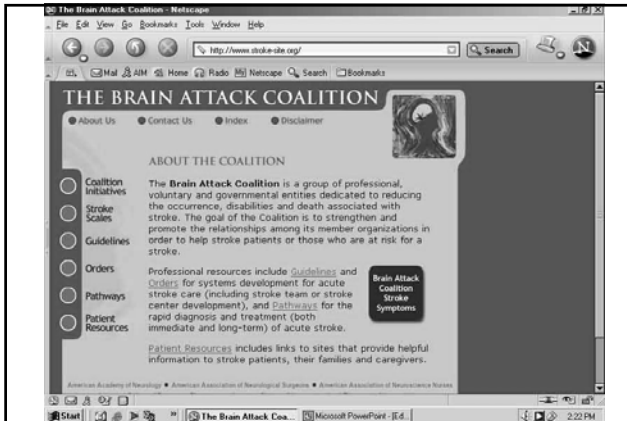 The Brain Attack Coalition - Netscape
File Edit View Go Bookmarks Tools Window Help
http://www.stroke-site.org/
Search
Mail AIM Home Radio Netscape Search Bookmarks
THE BRAIN ATTACK COALITION
About Us Contact Us Index Disclaimer
ABOUT THE COALITION
Coalition Initiatives
Stroke Scales
Guidelines
Orders
Pathways
Patient Resources
The Brain Attack Coalition is a group of professional,
voluntary and governmental entities dedicated to reducing
the occurrence, disabilities and death associated with
stroke. The goal of the Coalition is to strengthen and
promote the relationships among its member organizations in
order to help stroke patients or those who are at risk for a
stroke.
Professional resources include Guidelines and
Orders for systems development for acute
stroke care (including stroke team or stroke
center development), and Pathways for the
rapid diagnosis and treatment (both
immediate and long-term) of acute stroke.
Brain Attack
Coalition
Stroke
Symptoms
Patient Resources includes links to sites that provide helpful
information to stroke patients, their families and caregivers.
American Academy of Neurology American Association of Neurological Surgeons American Association of Neuroscience Nurses
Start The Brain Attack Coa... Microsoft PowerPoint - [Ed... 2:22 PM